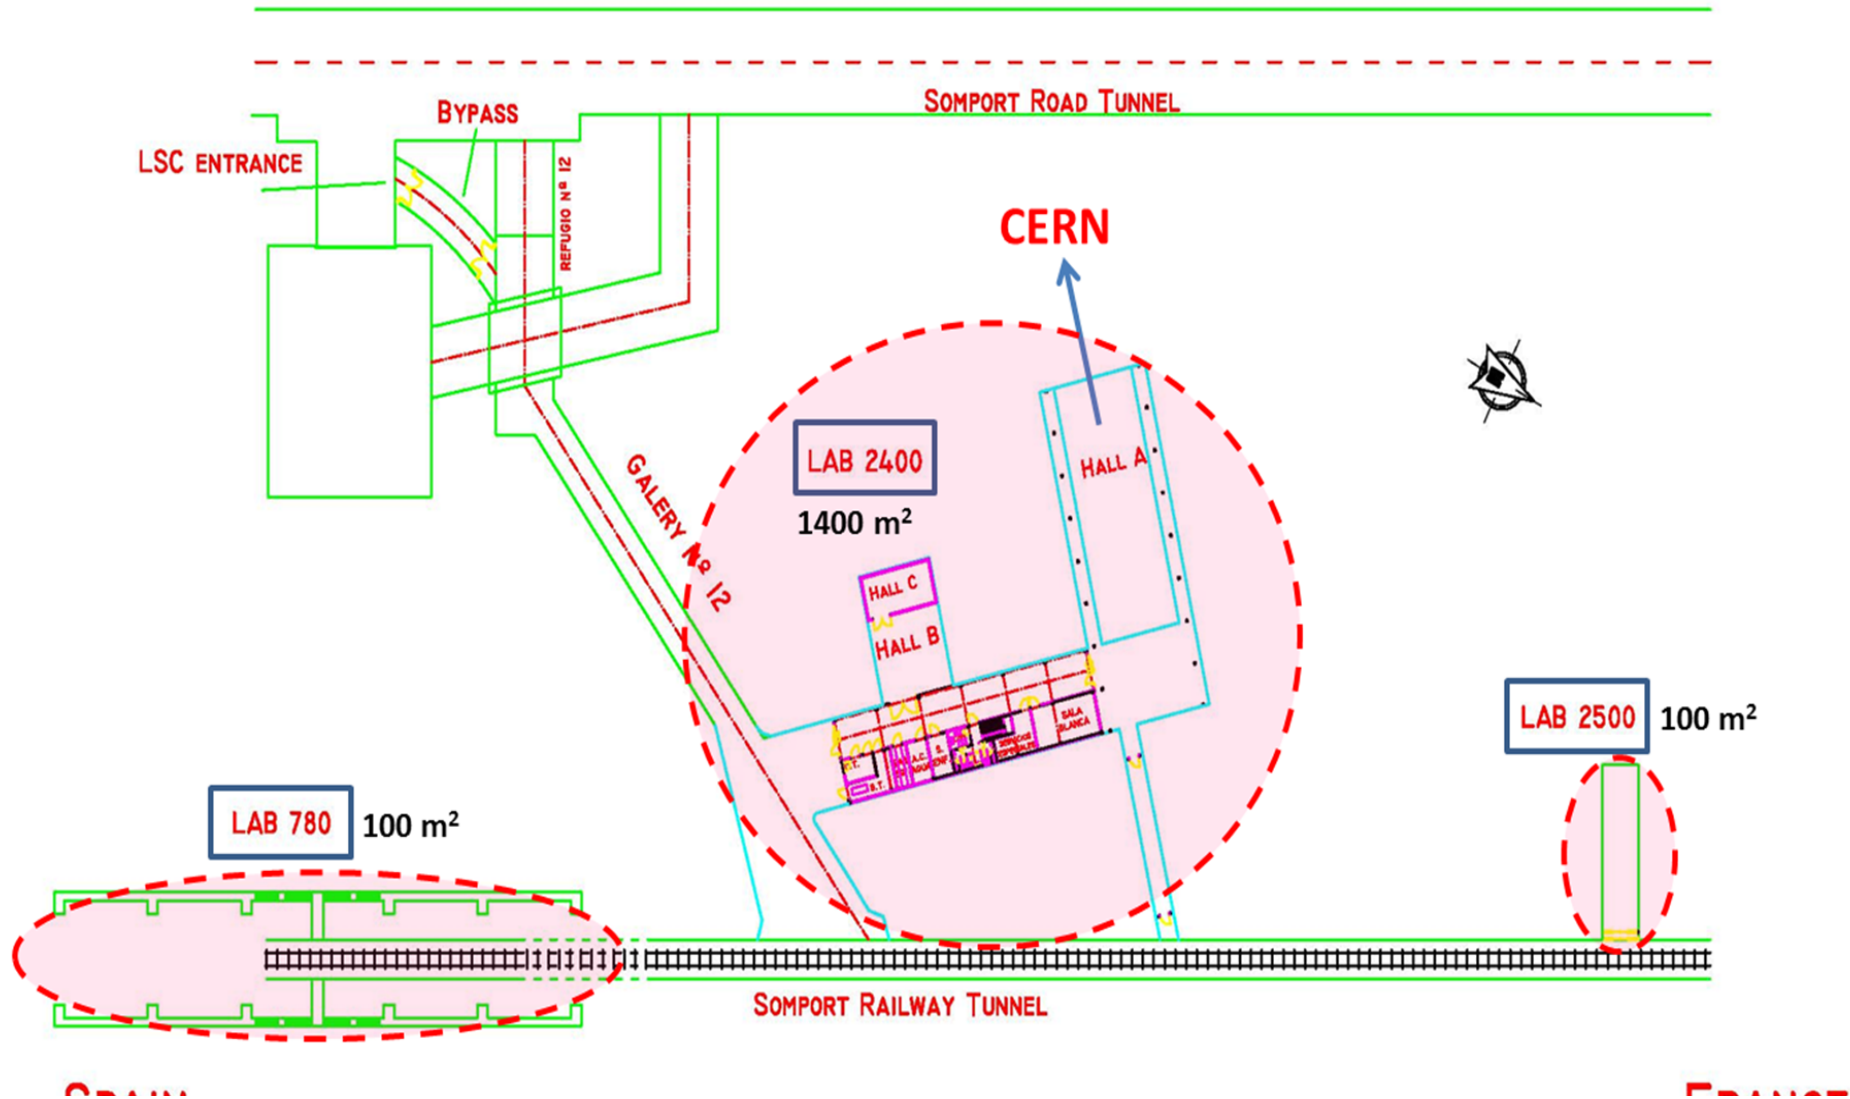 SOMPORT ROAD TUNNEL
BYPASS
LSC ENTRANCE
REFUGIO Nº 12
CERN
HALL A
LAB 2400
1400 m²
GALERY Nº 12
HALL C
HALL B
SALA
BLANCA
LAB 2500
100 m²
LAB 780
100 m²
SOMPORT RAILWAY TUNNEL
SPAIN